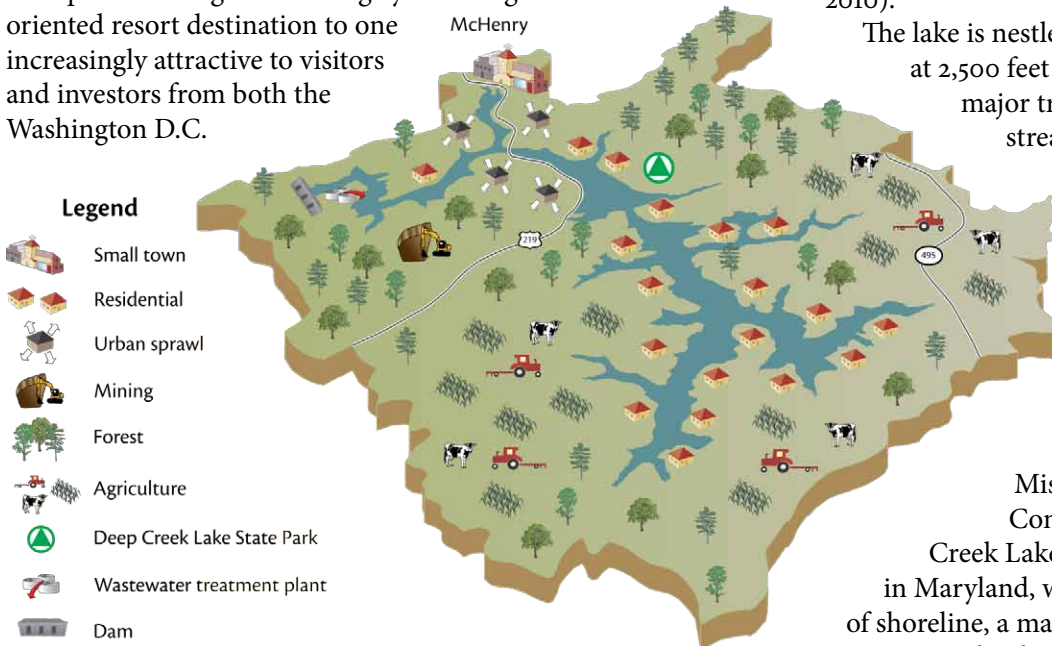 oriented resort destination to one
increasingly attractive to visitors
and investors from both the
Washington D.C.
McHenry
2010).
The lake is nestle
at 2,500 feet
major tr
strea
219
495
Legend
Small town
Residential
Urban sprawl
Mining
Forest
Agriculture
Deep Creek Lake State Park
Wastewater treatment plant
Dam
Mis
Con
Creek Lake
in Maryland, w
of shoreline, a ma